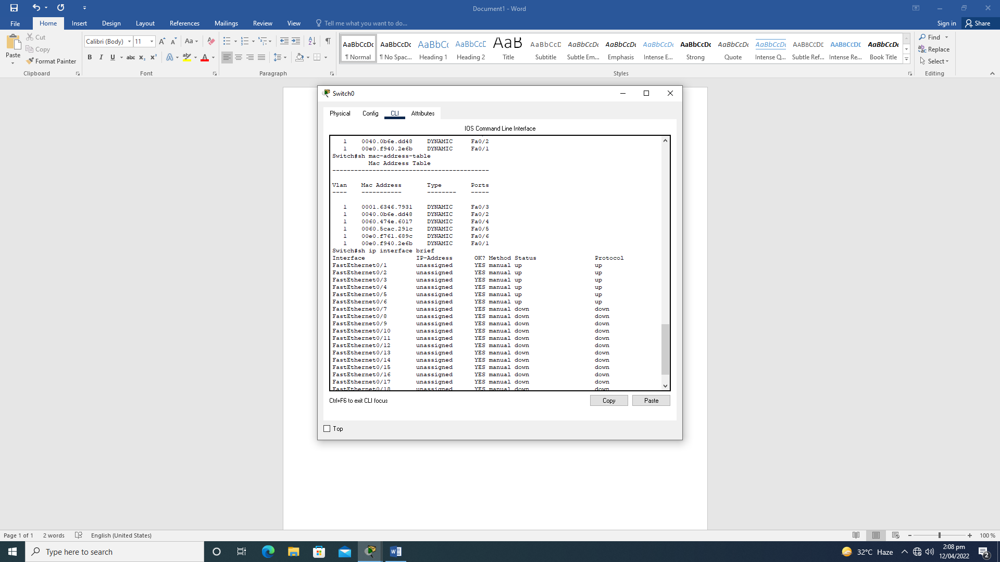 Document1 - Word
File Home Insert Design Layout References Mailings Review View Tell me what you want to do... Sign in Share
Paste
Cut
Copy
Format Painter
Clipboard
Calibri (Body) 11
Font
Paragraph
AaBbCcDc AaBbCcDc AaBbCc AaBbCcD AaB AaBbCcD AaBbCcDc AaBbCcDc AaBbCcDc AaBbCcDc AaBbCcDc AaBbCcDc AABBCCDE AABBCCDE AaBbCcDc
¶ Normal ¶ No Spac... Heading 1 Heading 2 Title Subtitle Subtle Em... Emphasis Intense E... Strong Quote Intense Q... Subtle Ref... Intense Re... Book Title
Styles
Find
Replace
Select
Editing
Switch0
Physical Config CLI Attributes
IOS Command Line Interface
1 0040.0b6e.dd48 DYNAMIC Fa0/2
1 00e0.f940.2e6b DYNAMIC Fa0/1
Switch#sh mac-address-table
Mac Address Table
-------------------------------------------
Vlan Mac Address Type Ports
---- ----------- -------- -----
1 0001.6346.7931 DYNAMIC Fa0/3
1 0040.0b6e.dd48 DYNAMIC Fa0/2
1 0060.474e.6017 DYNAMIC Fa0/4
1 0060.5cac.291c DYNAMIC Fa0/5
1 00e0.f761.689c DYNAMIC Fa0/6
1 00e0.f940.2e6b DYNAMIC Fa0/1
Switch#sh ip interface brief
Interface IP-Address OK? Method Status Protocol
FastEthernet0/1 unassigned YES manual up up
FastEthernet0/2 unassigned YES manual up up
FastEthernet0/3 unassigned YES manual up up
FastEthernet0/4 unassigned YES manual up up
FastEthernet0/5 unassigned YES manual up up
FastEthernet0/6 unassigned YES manual up up
FastEthernet0/7 unassigned YES manual down down
FastEthernet0/8 unassigned YES manual down down
FastEthernet0/9 unassigned YES manual down down
FastEthernet0/10 unassigned YES manual down down
FastEthernet0/11 unassigned YES manual down down
FastEthernet0/12 unassigned YES manual down down
FastEthernet0/13 unassigned YES manual down down
FastEthernet0/14 unassigned YES manual down down
FastEthernet0/15 unassigned YES manual down down
FastEthernet0/16 unassigned YES manual down down
FastEthernet0/17 unassigned YES manual down down
FastEthernet0/18 unassigned YES manual down down
Ctrl+F6 to exit CLI focus
Copy Paste
Top
Page 1 of 1 2 words English (United States) 100 %
Type here to search
32°C Haze
2:08 pm
12/04/2022
2